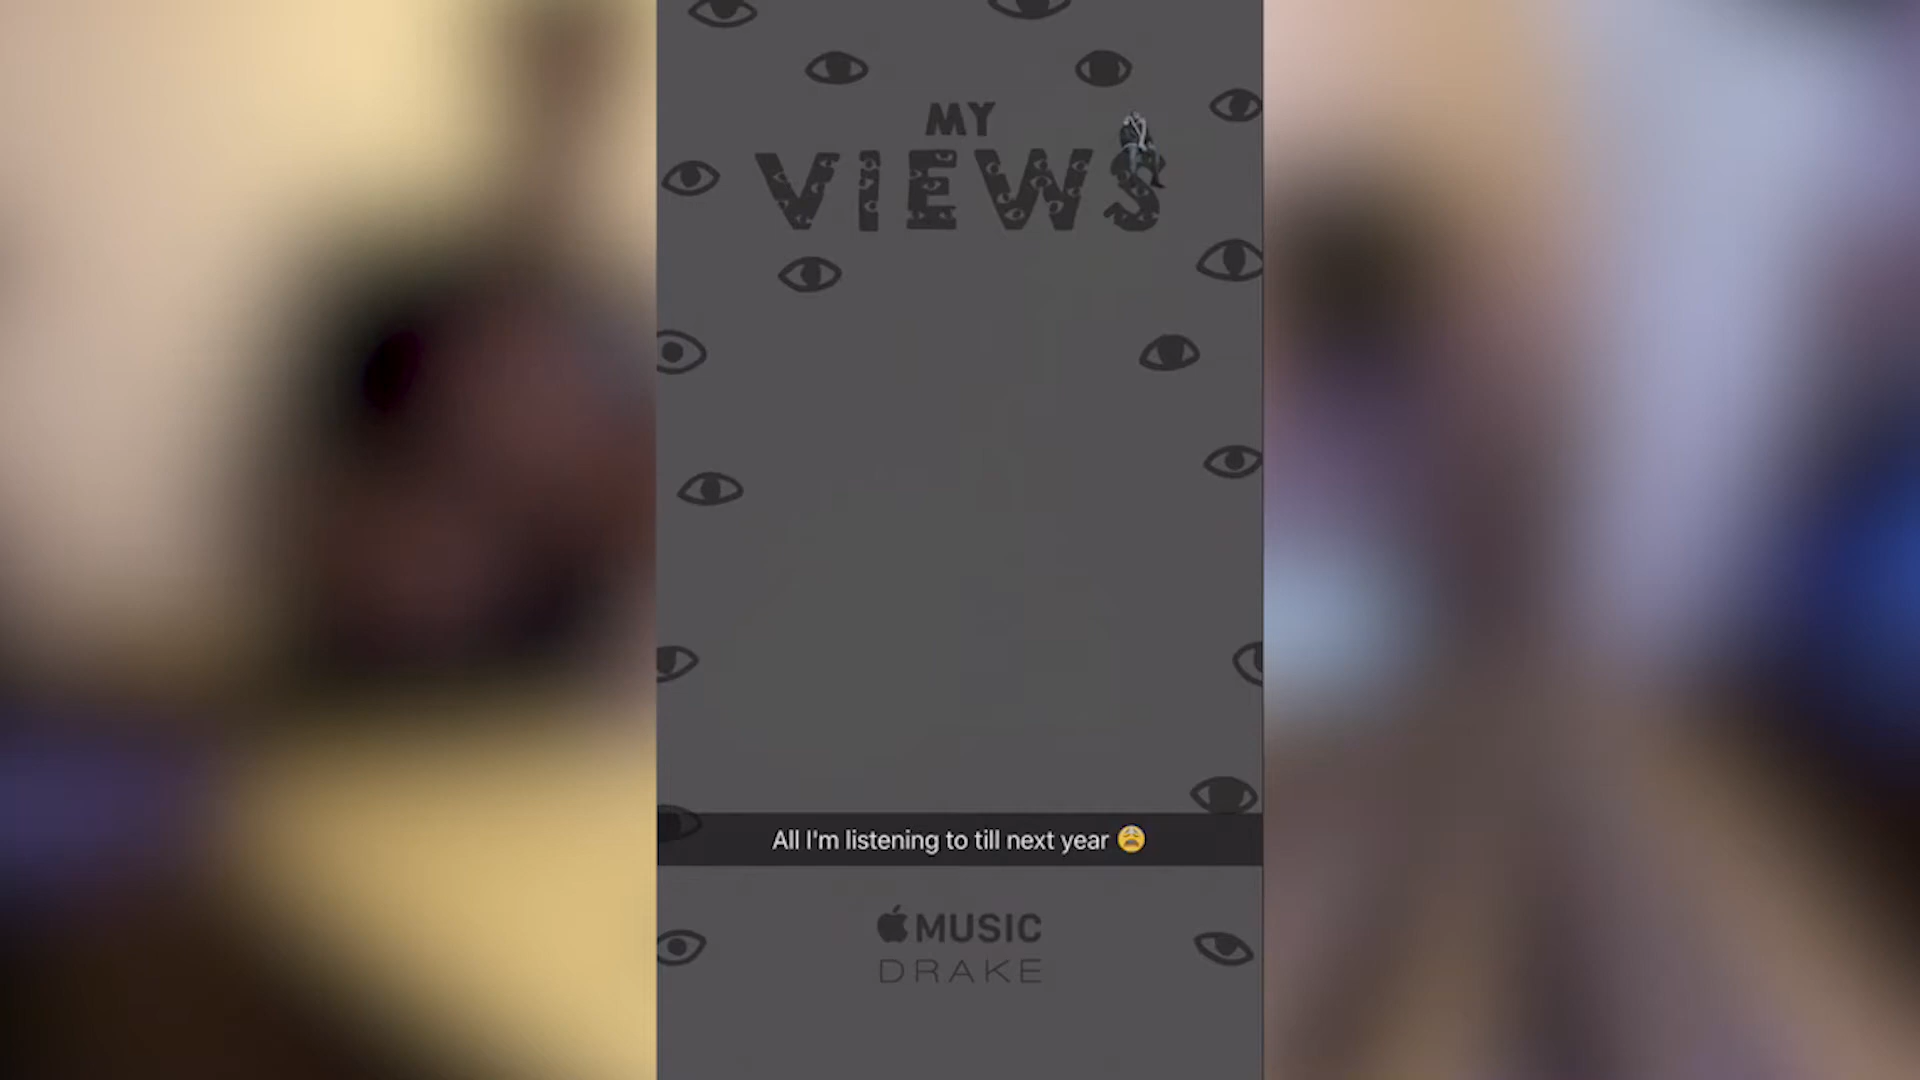 MY
VIEWS
All I'm listening to till next year 😩
MUSIC
DRAKE